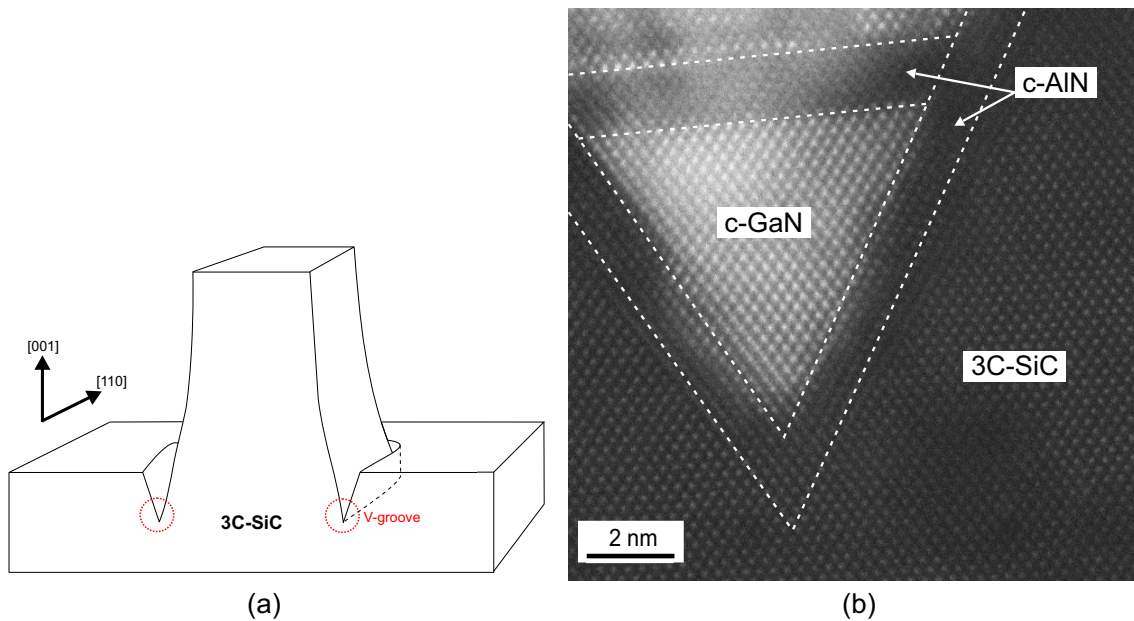 [001]
[110]
3C-SiC
V-groove
(a)
c-AlN
c-GaN
3C-SiC
2 nm
(b)